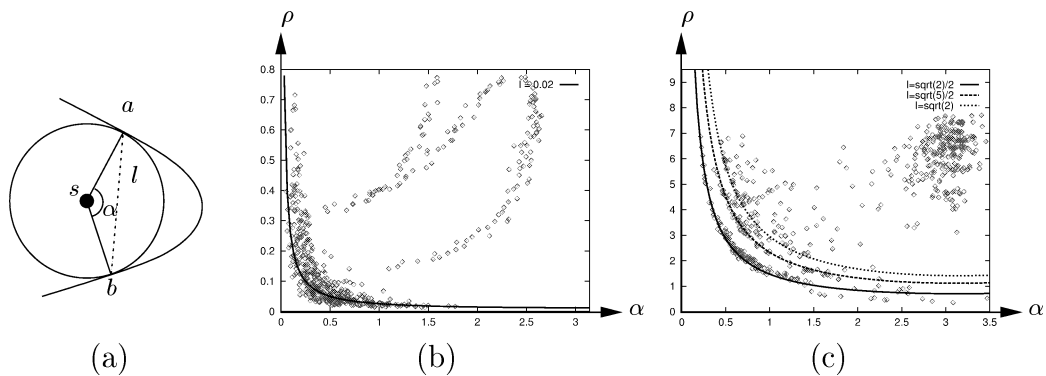 a
s
l
α
b
(a)
ρ
0.8
0.7
0.6
0.5
0.4
0.3
0.2
0.1
0
l = 0.02
0
0.5
1
1.5
2
2.5
3
α
(b)
ρ
9
8
7
6
5
4
3
2
1
0
l=sqrt(2)/2
l=sqrt(5)/2
l=sqrt(2)
0
0.5
1
1.5
2
2.5
3
3.5
α
(c)